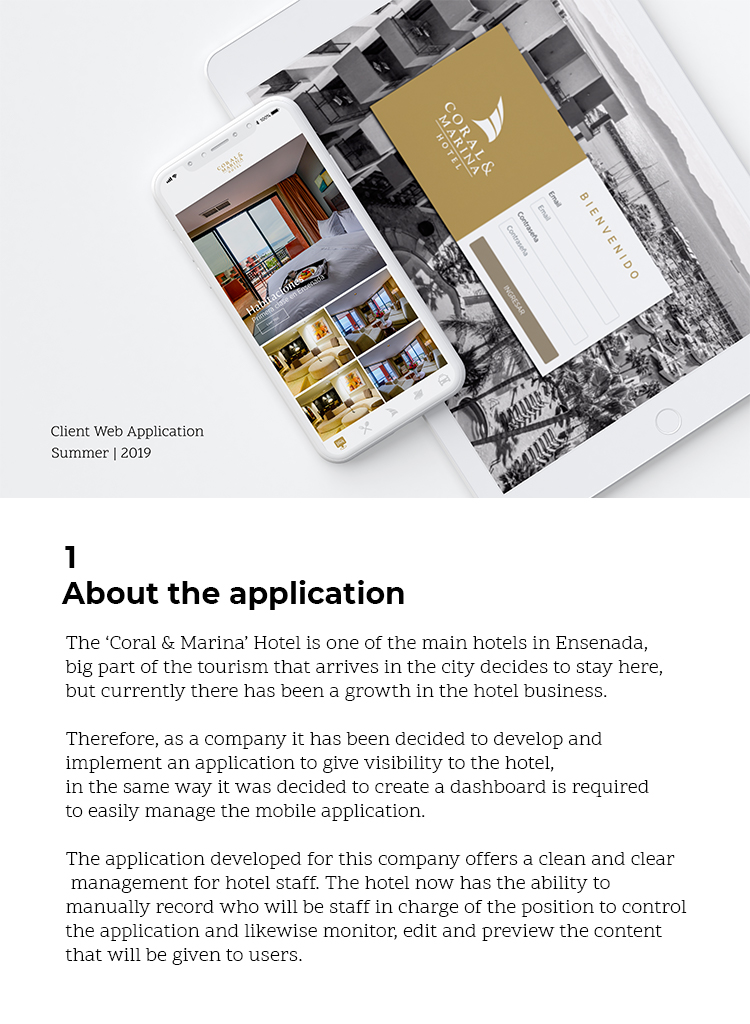 100%
CORAL &
MARINA
HOTEL
Habitaciones
Primera clase en Ensenada
CORAL &
MARINA
HOTEL
BIENVENIDO
Email
Email
Contraseña
Contraseña
INGRESAR
Client Web Application
Summer | 2019
1
About the application
The ‘Coral & Marina’ Hotel is one of the main hotels in Ensenada,
big part of the tourism that arrives in the city decides to stay here,
but currently there has been a growth in the hotel business.
Therefore, as a company it has been decided to develop and
implement an application to give visibility to the hotel,
in the same way it was decided to create a dashboard is required
to easily manage the mobile application.
The application developed for this company offers a clean and clear
management for hotel staff. The hotel now has the ability to
manually record who will be staff in charge of the position to control
the application and likewise monitor, edit and preview the content
that will be given to users.